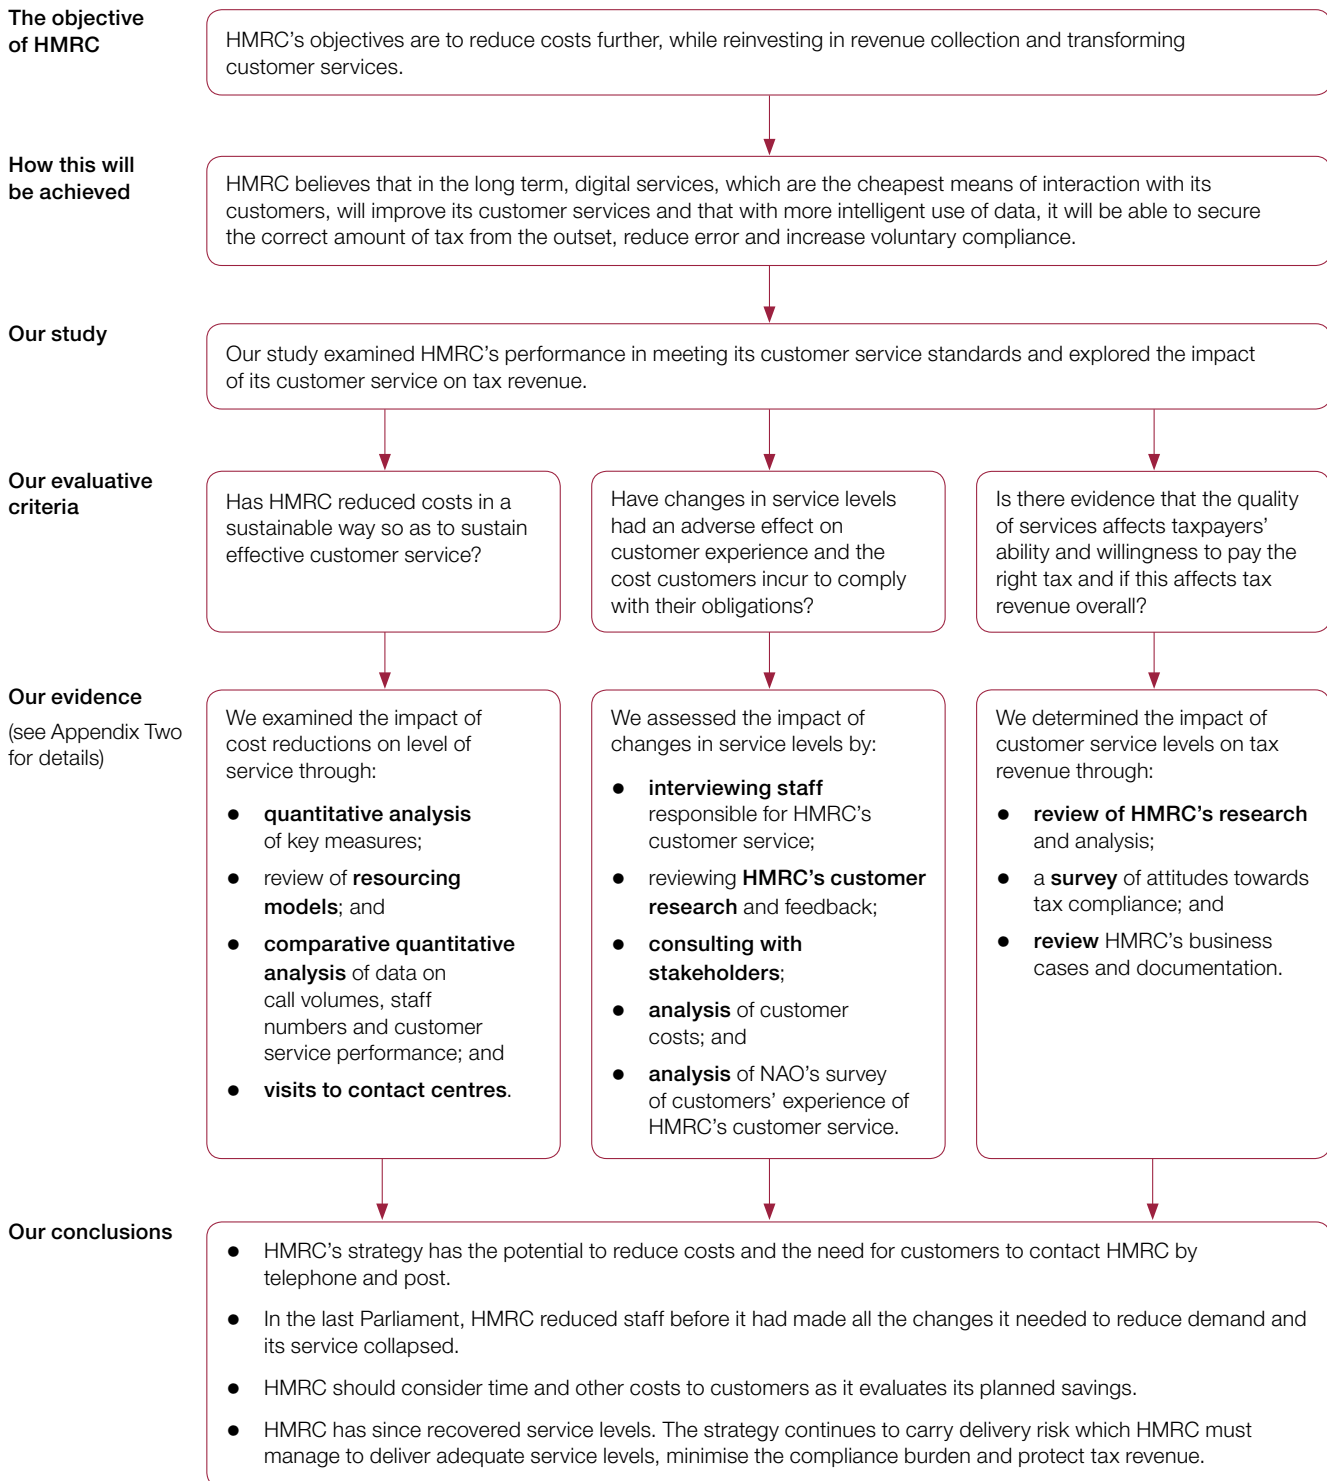 The objective
of HMRC
HMRC's objectives are to reduce costs further, while reinvesting in revenue collection and transforming
customer services.
How this will
be achieved
HMRC believes that in the long term, digital services, which are the cheapest means of interaction with its
customers, will improve its customer services and that with more intelligent use of data, it will be able to secure
the correct amount of tax from the outset, reduce error and increase voluntary compliance.
Our study
Our study examined HMRC's performance in meeting its customer service standards and explored the impact
of its customer service on tax revenue.
Our evaluative
criteria
Has HMRC reduced costs in a
sustainable way so as to sustain
effective customer service?
Have changes in service levels
had an adverse effect on
customer experience and the
cost customers incur to comply
with their obligations?
Is there evidence that the quality
of services affects taxpayers'
ability and willingness to pay the
right tax and if this affects tax
revenue overall?
Our evidence
(see Appendix Two
for details)
We examined the impact of
cost reductions on level of
service through:
● quantitative analysis
of key measures;
● review of resourcing
models; and
● comparative quantitative
analysis of data on
call volumes, staff
numbers and customer
service performance; and
● visits to contact centres.
We assessed the impact of
changes in service levels by:
● interviewing staff
responsible for HMRC's
customer service;
● reviewing HMRC's customer
research and feedback;
● consulting with
stakeholders;
● analysis of customer
costs; and
● analysis of NAO's survey
of customers' experience of
HMRC's customer service.
We determined the impact of
customer service levels on tax
revenue through:
● review of HMRC's research
and analysis;
● a survey of attitudes towards
tax compliance; and
● review HMRC's business
cases and documentation.
Our conclusions
● HMRC's strategy has the potential to reduce costs and the need for customers to contact HMRC by
telephone and post.
● In the last Parliament, HMRC reduced staff before it had made all the changes it needed to reduce demand and
its service collapsed.
● HMRC should consider time and other costs to customers as it evaluates its planned savings.
● HMRC has since recovered service levels. The strategy continues to carry delivery risk which HMRC must
manage to deliver adequate service levels, minimise the compliance burden and protect tax revenue.